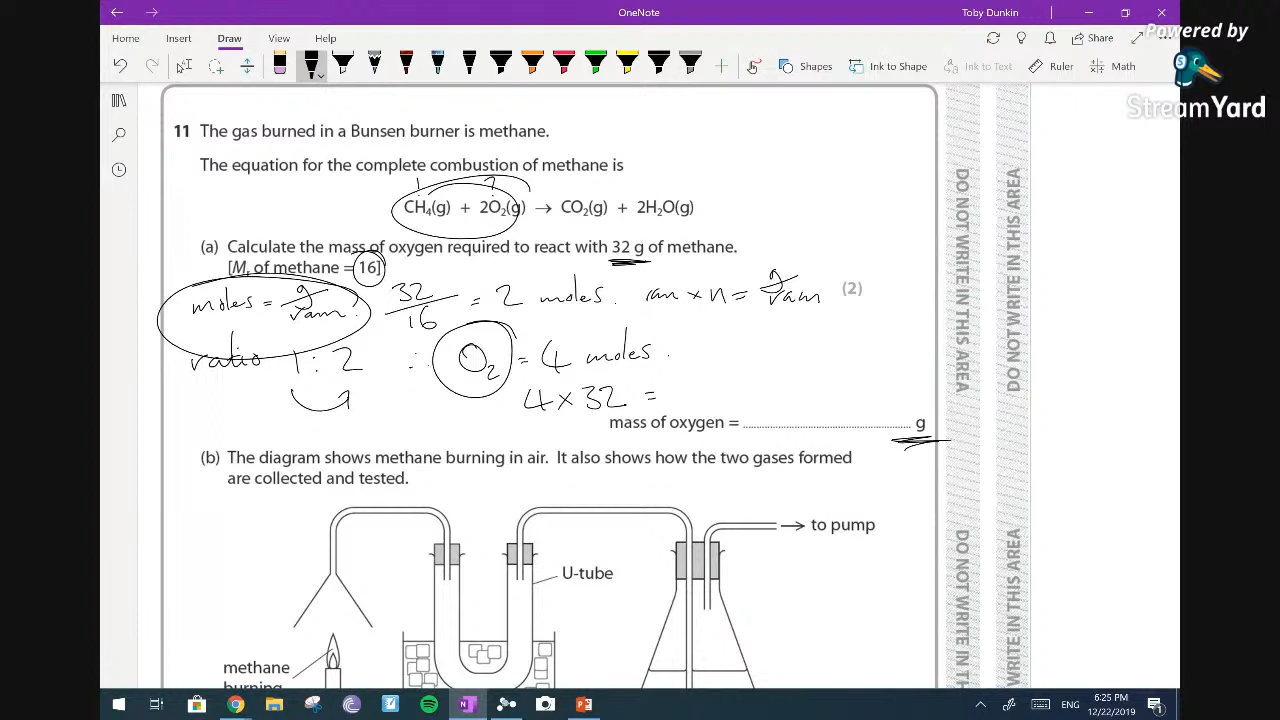 OneNote
Toby Dunkin
Powered by
StreamYard
Home Insert Draw View Help
Share
Shapes Ink to Shape Ink to Text Ruler Math
11 The gas burned in a Bunsen burner is methane.
The equation for the complete combustion of methane is
CH₄(g) + 2O₂(g) → CO₂(g) + 2H₂O(g)
(a) Calculate the mass of oxygen required to react with 32 g of methane.
[Mr of methane = 16]
(2)
moles = g/ram 32/16 = 2 moles. ram × n = g/ram
ratio 1 : 2 ∴ O₂ = 4 moles.
4 × 32 =
mass of oxygen = ........................................................ g
(b) The diagram shows methane burning in air. It also shows how the two gases formed
are collected and tested.
to pump
U-tube
methane
burning
DO NOT WRITE IN THIS AREA
DO NOT WRITE IN THIS AREA
DO NOT WRITE IN TH
WRITE IN THIS AREA
6:25 PM
12/22/2019